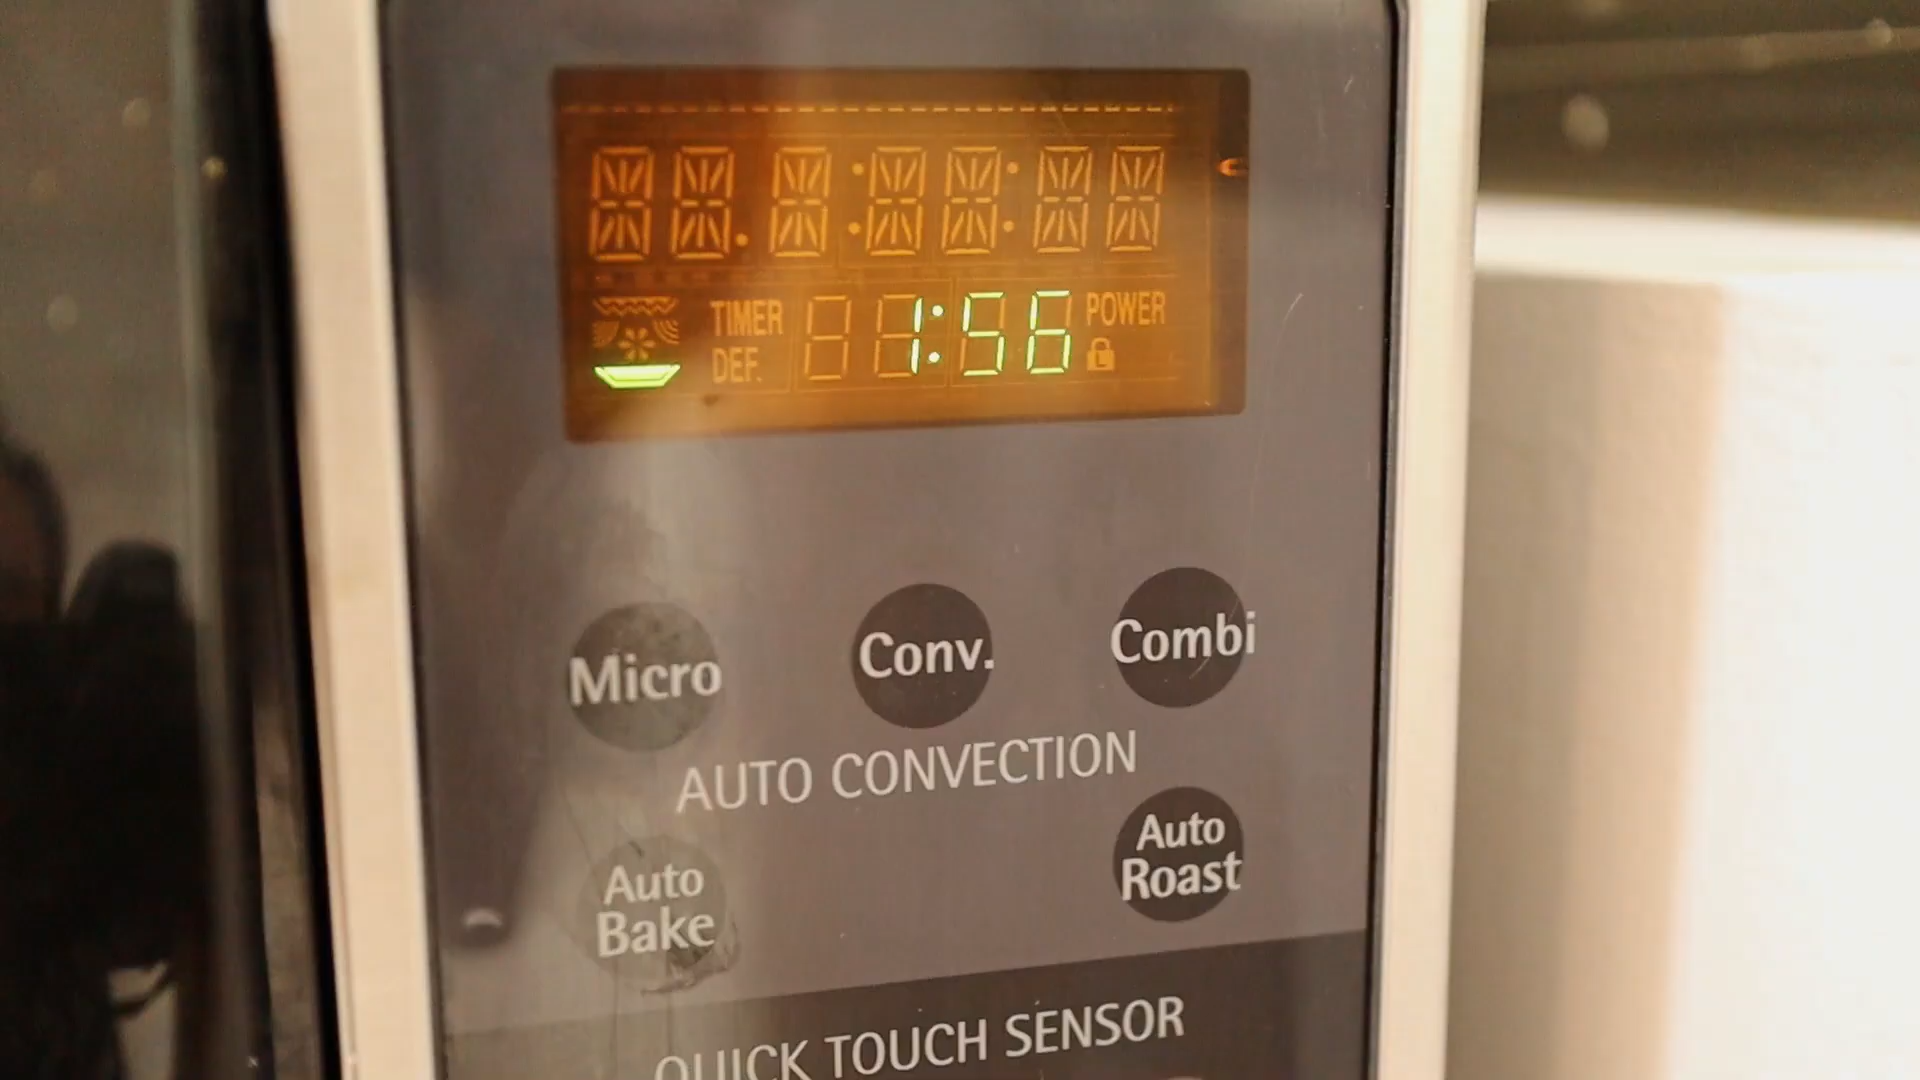 TIMER 1:56 POWER
DEF. L
Micro Conv. Combi
AUTO CONVECTION
Auto Bake
Auto Roast
QUICK TOUCH SENSOR